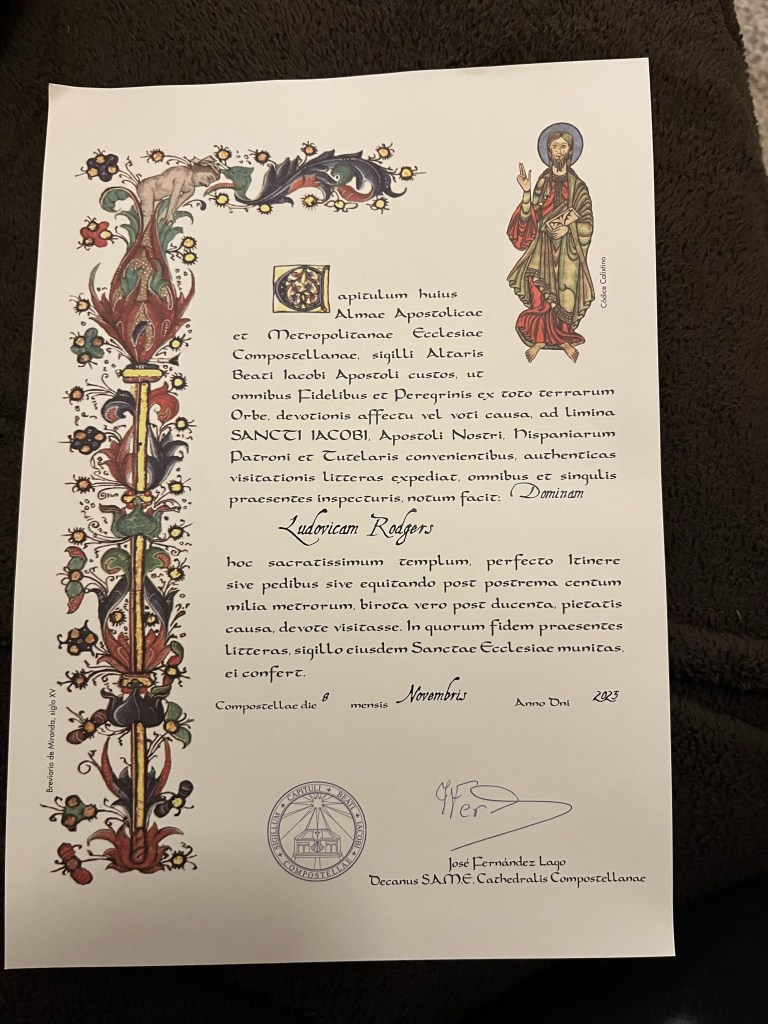 Códice Calixtino
Capitulum huius
Almae Apostolicae
et Metropolitanae Ecclesiae
Compostellanae, sigilli Altaris
Beati Iacobi Apostoli custos, ut
omnibus Fidelibus et Peregrinis ex toto terrarum
Orbe, devotionis affectu vel voti causa, ad limina
SANCTI IACOBI, Apostoli Nostri, Hispaniarum
Patroni et Tutelaris convenientibus, authenticas
visitationis litteras expediat, omnibus et singulis
praesentes inspecturis, notum facit: Dominam
Ludovicam Rodgers
hoc sacratissimum templum, perfecto Itinere
sive pedibus sive equitando post postrema centum
milia metrorum, birota vero post ducenta, pietatis
causa, devote visitasse. In quorum fidem praesentes
litteras, sigillo eiusdem Sanctae Ecclesiae munitas,
ei confert.
Compostellae die 8 mensis Novembris Anno Dni 2023
Breviario de Miranda, siglo XV
SIGILLUM CAPITULI BEATI IACOBI COMPOSTELLAE
José Fernández Lago
Decanus S.A.M.E. Cathedralis Compostellanae